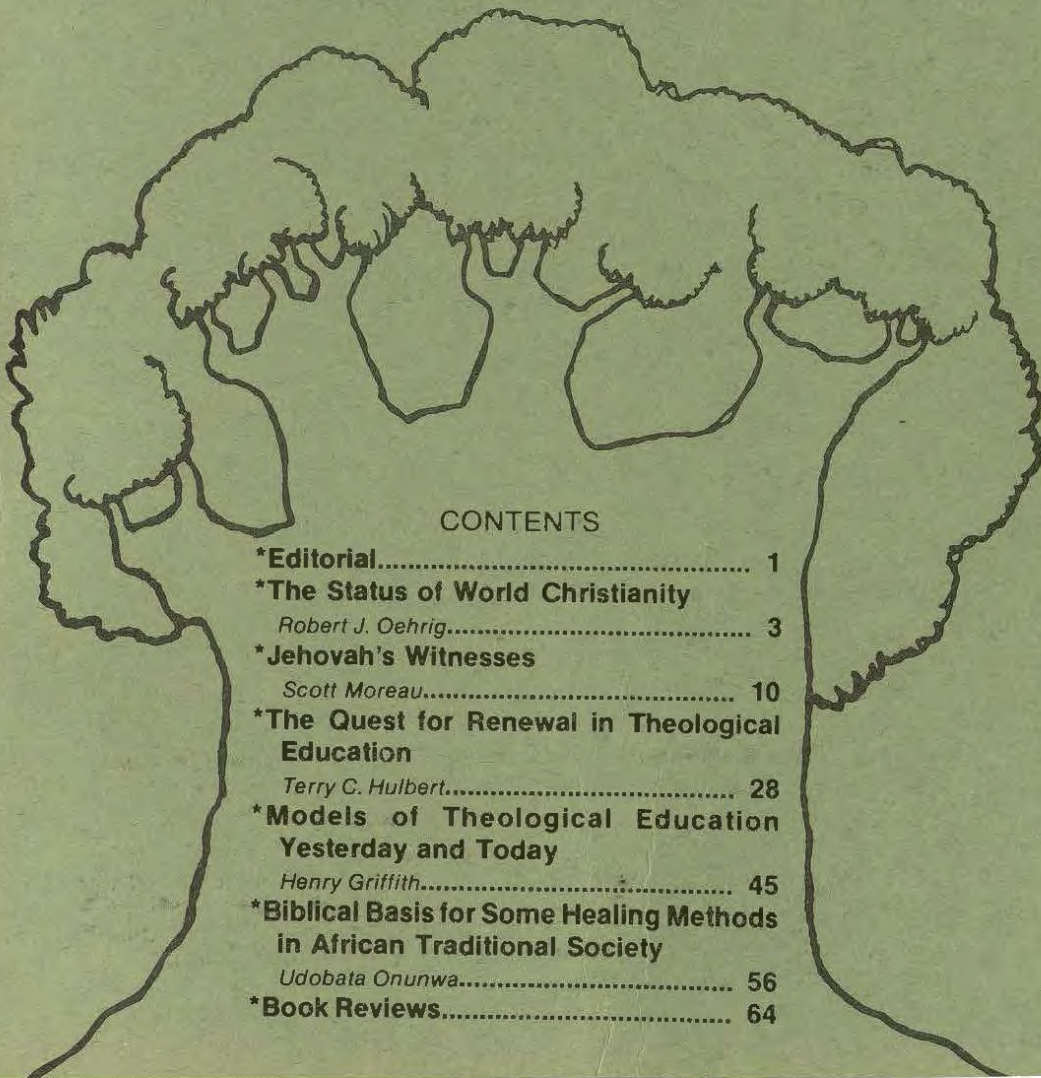 CONTENTS
*Editorial.................................................. 1
*The Status of World Christianity
Robert J. Oehrig......................................... 3
*Jehovah's Witnesses
Scott Moreau.......................................... 10
*The Quest for Renewal in Theological
Education
Terry C. Hulbert....................................... 28
*Models of Theological Education
Yesterday and Today
Henry Griffith.......................................... 45
*Biblical Basis for Some Healing Methods
in African Traditional Society
Udobata Onunwa..................................... 56
*Book Reviews....................................... 64